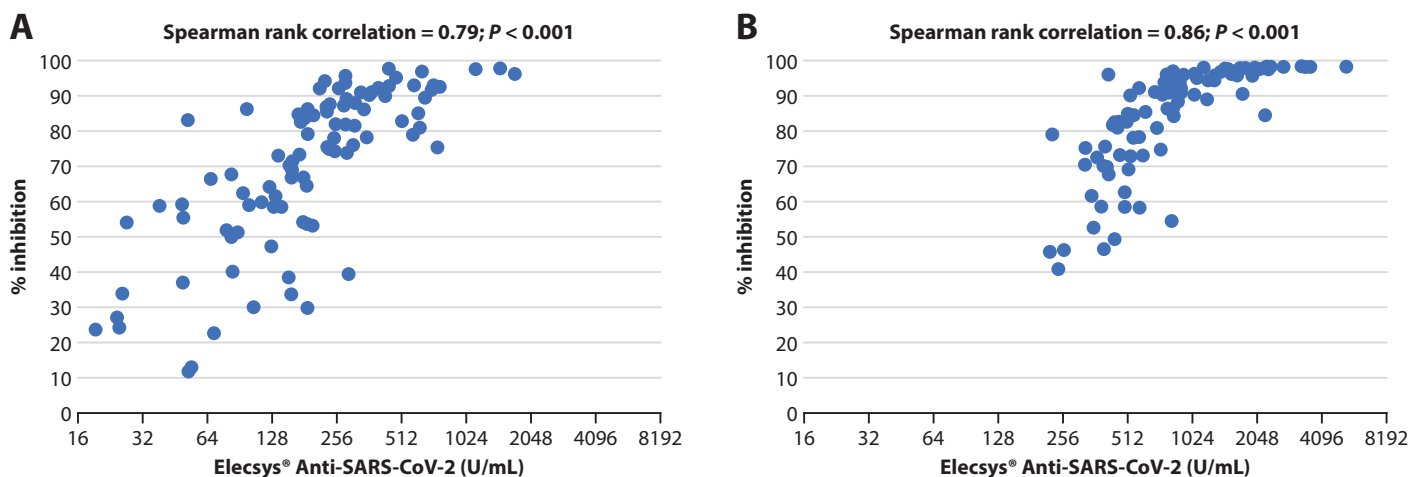 A
Spearman rank correlation = 0.79; P < 0.001
% inhibition
100
90
80
70
60
50
40
30
20
10
0
16 32 64 128 256 512 1024 2048 4096 8192
Elecsys® Anti-SARS-CoV-2 (U/mL)
B
Spearman rank correlation = 0.86; P < 0.001
% inhibition
100
90
80
70
60
50
40
30
20
10
0
16 32 64 128 256 512 1024 2048 4096 8192
Elecsys® Anti-SARS-CoV-2 (U/mL)